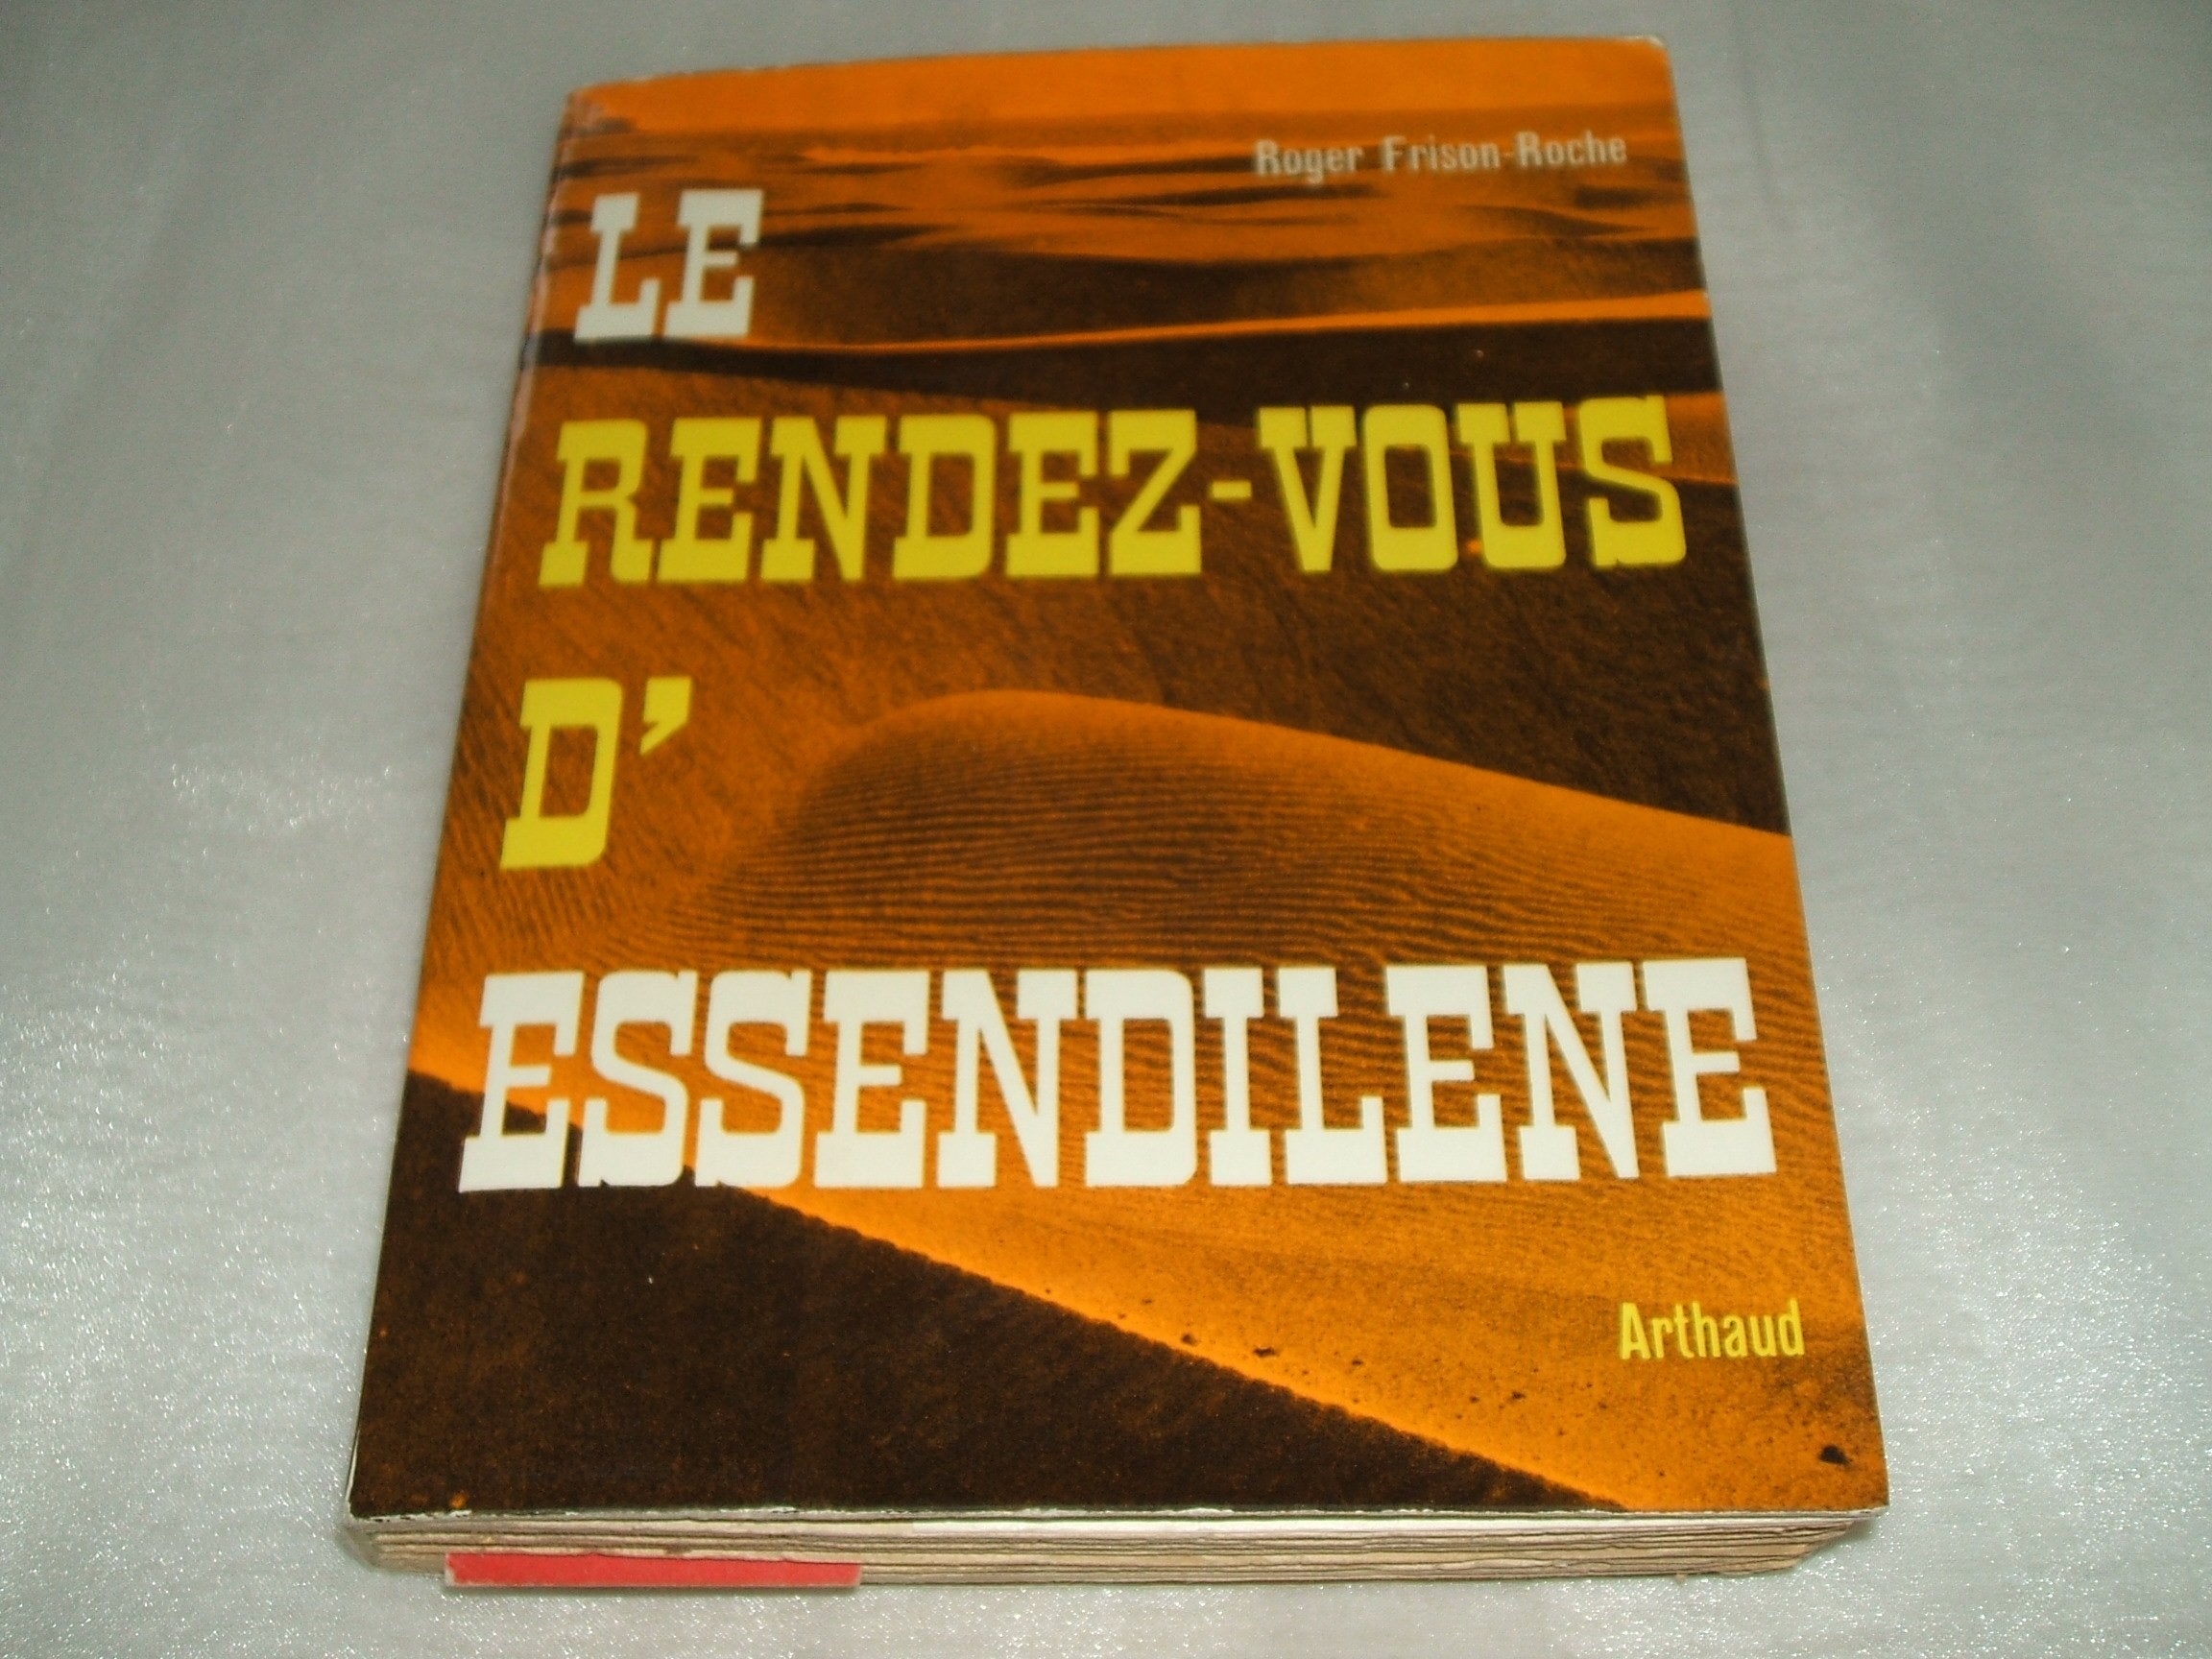 Roger Frison-Roche
LE
RENDEZ-VOUS
D'
ESSENDILENE
Arthaud